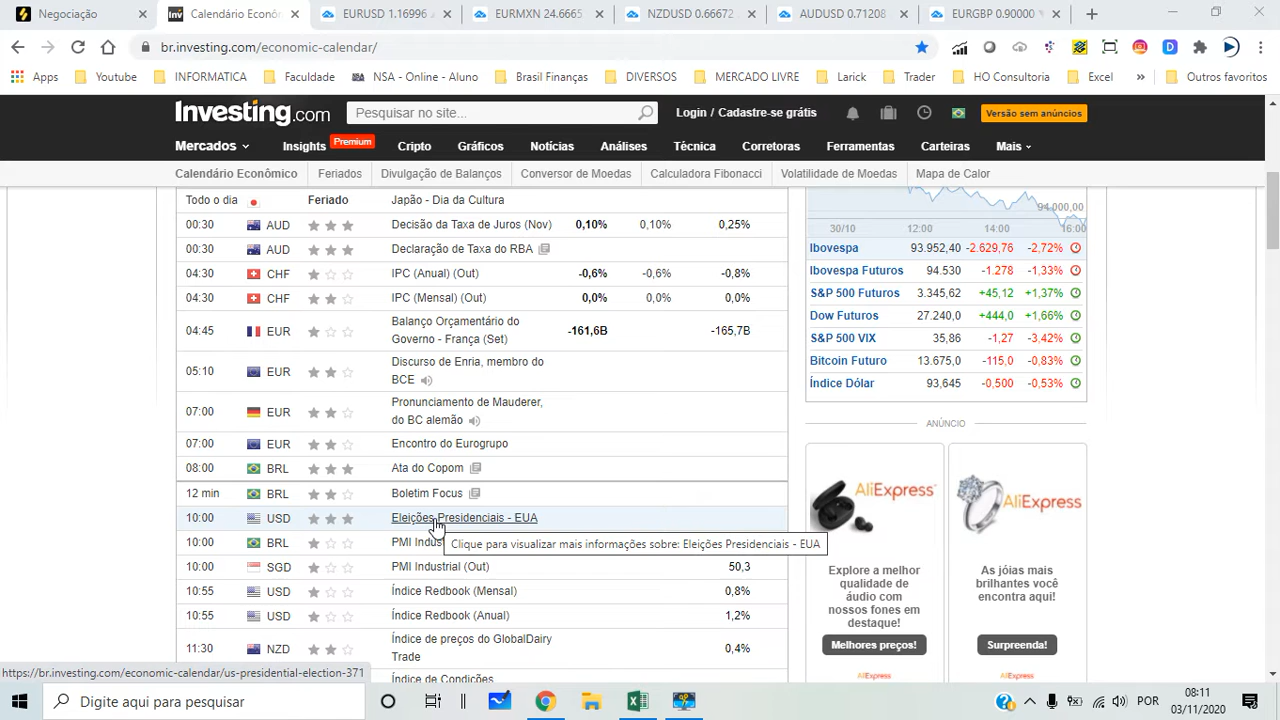 Negociação
Calendário Econô
EURUSD 1.16996
EURMXN 24.6665
NZDUSD 0.66
AUDUSD 0.71208
EURGBP 0.90000
br.investing.com/economic-calendar/
Apps
Youtube
INFORMATICA
Faculdade
NSA - Online - Aluno
Brasil Finanças
DIVERSOS
MERCADO LIVRE
Larick
Trader
HO Consultoria
Excel
»
Outros favoritos
Investing.com
Pesquisar no site...
Login / Cadastre-se grátis
Versão sem anúncios
Mercados
Insights
Premium
Cripto
Gráficos
Notícias
Análises
Técnica
Corretoras
Ferramentas
Carteiras
Mais
Calendário Econômico
Feriados
Divulgação de Balanços
Conversor de Moedas
Calculadora Fibonacci
Volatilidade de Moedas
Mapa de Calor
Todo o dia Feriado Japão - Dia da Cultura
00:30 AUD Decisão da Taxa de Juros (Nov) 0,10% 0,10% 0,25%
00:30 AUD Declaração de Taxa do RBA
04:30 CHF IPC (Anual) (Out) -0,6% -0,6% -0,8%
04:30 CHF IPC (Mensal) (Out) 0,0% 0,0% 0,0%
04:45 EUR Balanço Orçamentário do
Governo - França (Set) -161,6B -165,7B
05:10 EUR Discurso de Enria, membro do
BCE
07:00 EUR Pronunciamento de Mauderer,
do BC alemão
07:00 EUR Encontro do Eurogrupo
08:00 BRL Ata do Copom
12 min BRL Boletim Focus
10:00 USD Eleições Presidenciais - EUA
10:00 BRL PMI Indus
Clique para visualizar mais informações sobre: Eleições Presidenciais - EUA
10:00 SGD PMI Industrial (Out) 50,3
10:55 USD Índice Redbook (Mensal) 0,8%
10:55 USD Índice Redbook (Anual) 1,2%
11:30 NZD Índice de preços do GlobalDairy
Trade 0,4%
Índice de Condições
94.000,00
30/10 12:00 14:00 16:00
Ibovespa 93.952,40 -2.629,76 -2,72%
Ibovespa Futuros 94.530 -1.278 -1,33%
S&P 500 Futuros 3.345,62 +45,12 +1,37%
Dow Futuros 27.240,0 +444,0 +1,66%
S&P 500 VIX 35,86 -1,27 -3,42%
Bitcoin Futuro 13.675,0 -115,0 -0,83%
Índice Dólar 93,645 -0,500 -0,53%
ANÚNCIO
AliExpress
Explore a melhor
qualidade de
áudio com
nossos fones em
destaque!
Melhores preços!
AliExpress
AliExpress
As jóias mais
brilhantes você
encontra aqui!
Surpreenda!
AliExpress
https://br.investing.com/economic-calendar/us-presidential-election-371
Digite aqui para pesquisar
POR
08:11
03/11/2020